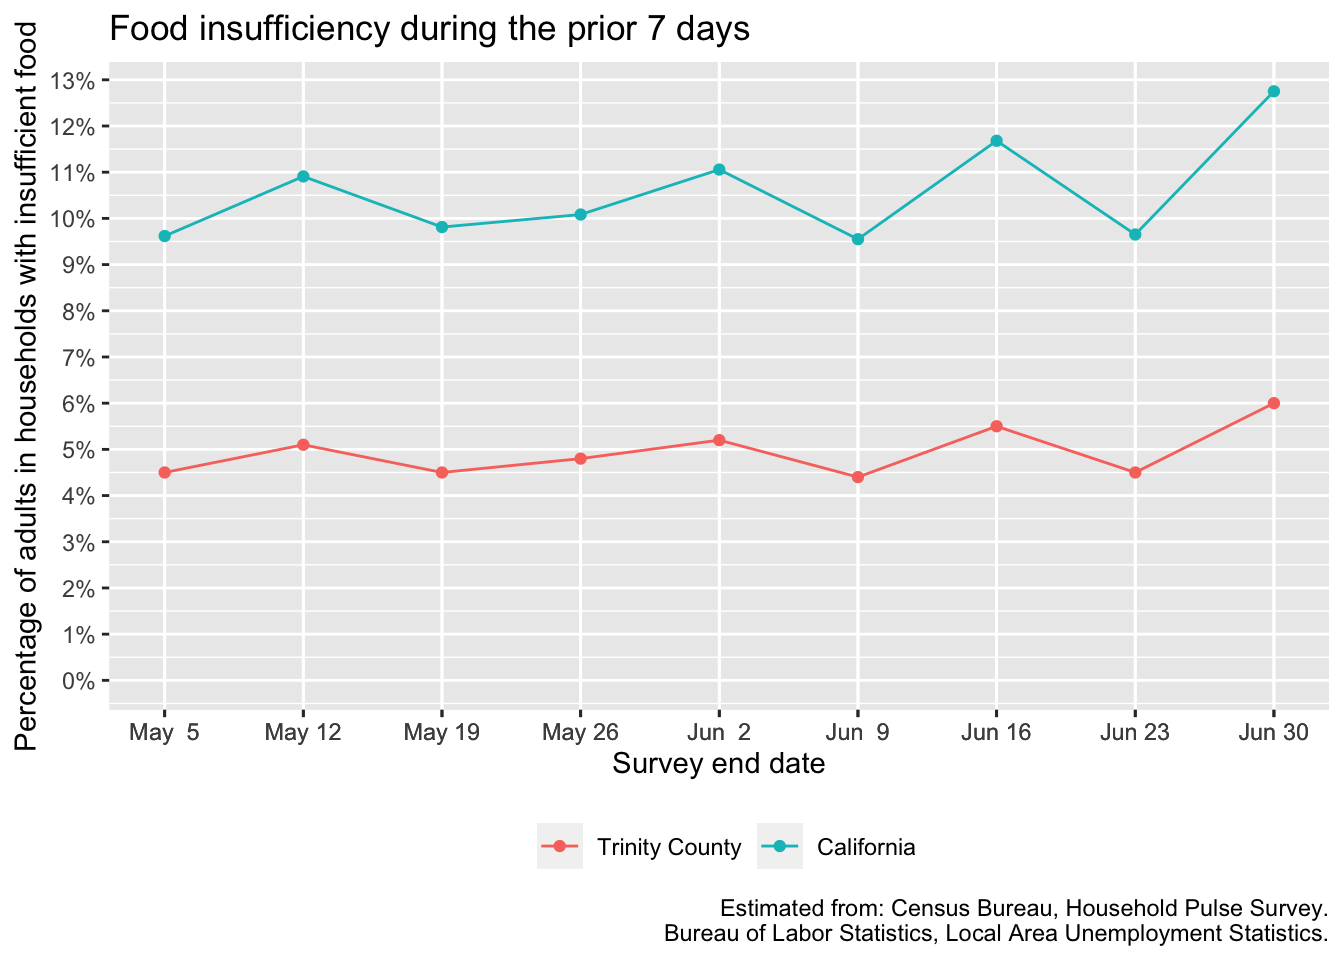 Food insufficiency during the prior 7 days
Percentage of adults in households with insufficient food
13%
12%
11%
10%
9%
8%
7%
6%
5%
4%
3%
2%
1%
0%
May  5 May 12 May 19 May 26 Jun  2 Jun  9 Jun 16 Jun 23 Jun 30
Survey end date
Trinity County California
Estimated from: Census Bureau, Household Pulse Survey.
Bureau of Labor Statistics, Local Area Unemployment Statistics.